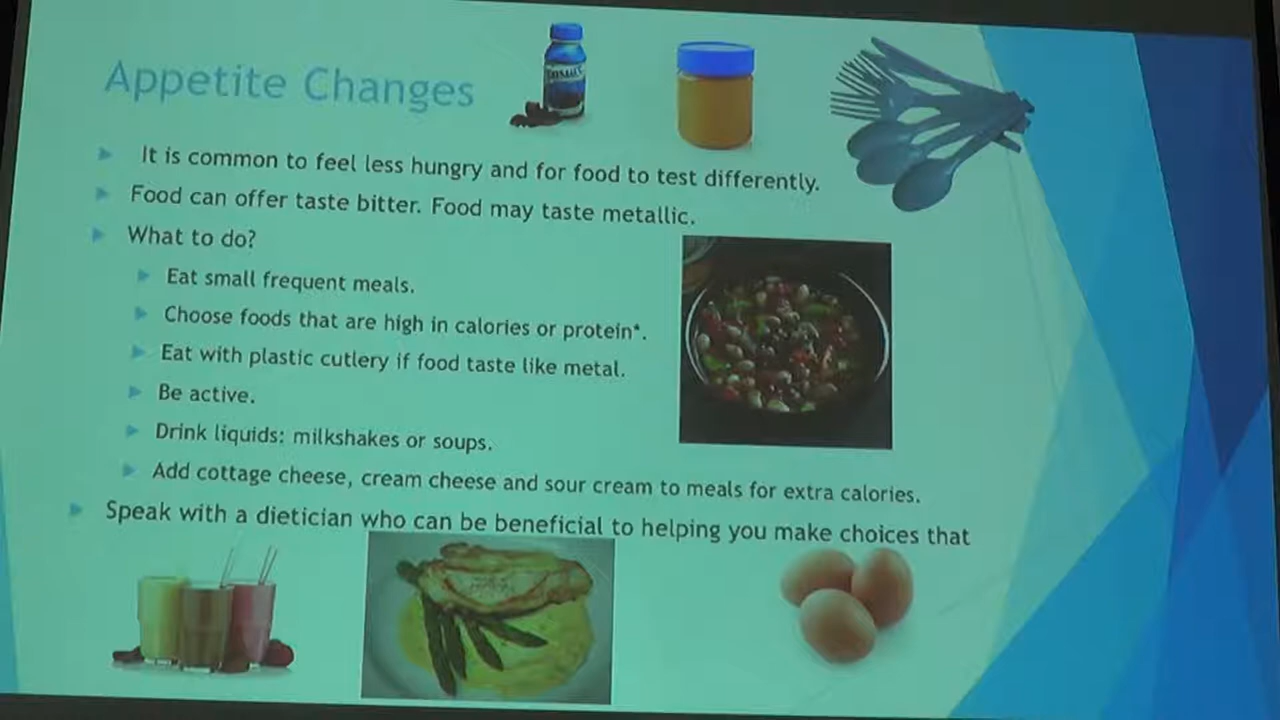 Appetite Changes
It is common to feel less hungry and for food to test differently.
Food can offer taste bitter. Food may taste metallic.
What to do?
Eat small frequent meals.
Choose foods that are high in calories or protein*.
Eat with plastic cutlery if food taste like metal.
Be active.
Drink liquids: milkshakes or soups.
Add cottage cheese, cream cheese and sour cream to meals for extra calories.
Speak with a dietician who can be beneficial to helping you make choices that